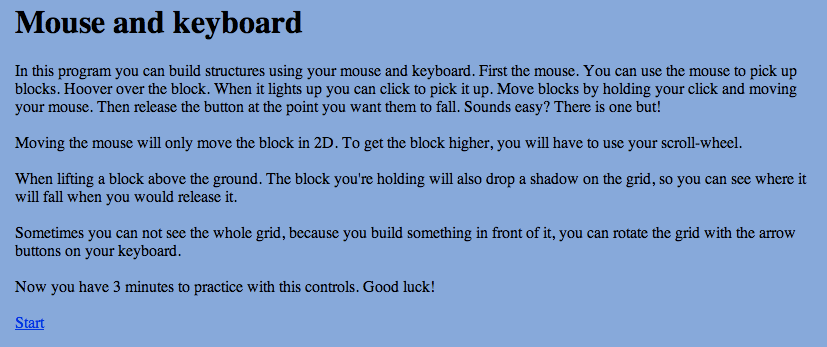 Mouse and keyboard
In this program you can build structures using your mouse and keyboard. First the mouse. You can use the mouse to pick up
blocks. Hoover over the block. When it lights up you can click to pick it up. Move blocks by holding your click and moving
your mouse. Then release the button at the point you want them to fall. Sounds easy? There is one but!
Moving the mouse will only move the block in 2D. To get the block higher, you will have to use your scroll-wheel.
When lifting a block above the ground. The block you're holding will also drop a shadow on the grid, so you can see where it
will fall when you would release it.
Sometimes you can not see the whole grid, because you build something in front of it, you can rotate the grid with the arrow
buttons on your keyboard.
Now you have 3 minutes to practice with this controls. Good luck!
Start